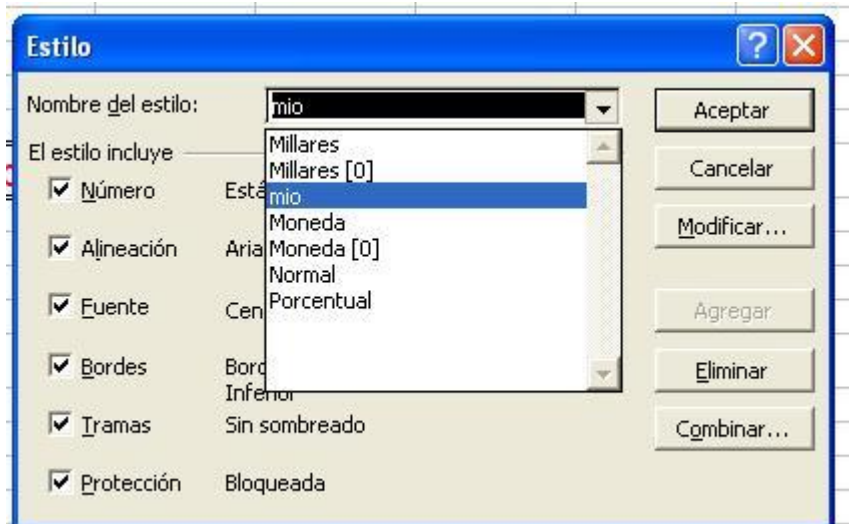 Estilo
Nombre del estilo: mio
Aceptar
El estilo incluye
Millares
Millares [0]
mio
Moneda
Moneda [0]
Normal
Porcentual
Cancelar
Modificar...
Agregar
Eliminar
Combinar...
Número
Alineación
Fuente
Bordes
Inferior
Tramas Sin sombreado
Protección Bloqueada